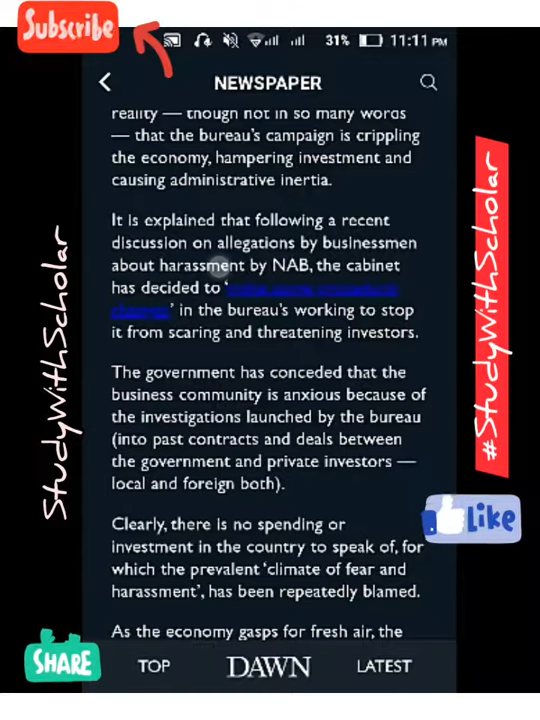 Subscribe
31% 11:11 PM
NEWSPAPER
reality — though not in so many words
— that the bureau's campaign is crippling
the economy, hampering investment and
causing administrative inertia.
It is explained that following a recent
discussion on allegations by businessmen
about harassment by NAB, the cabinet
has decided to ‘make some procedural
changes’ in the bureau's working to stop
it from scaring and threatening investors.
The government has conceded that the
business community is anxious because of
the investigations launched by the bureau
(into past contracts and deals between
the government and private investors —
local and foreign both).
Clearly, there is no spending or
investment in the country to speak of, for
which the prevalent ‘climate of fear and
harassment’, has been repeatedly blamed.
As the economy gasps for fresh air, the
TOP DAWN LATEST
StudyWithScholar
#StudyWithScholar
Like
SHARE